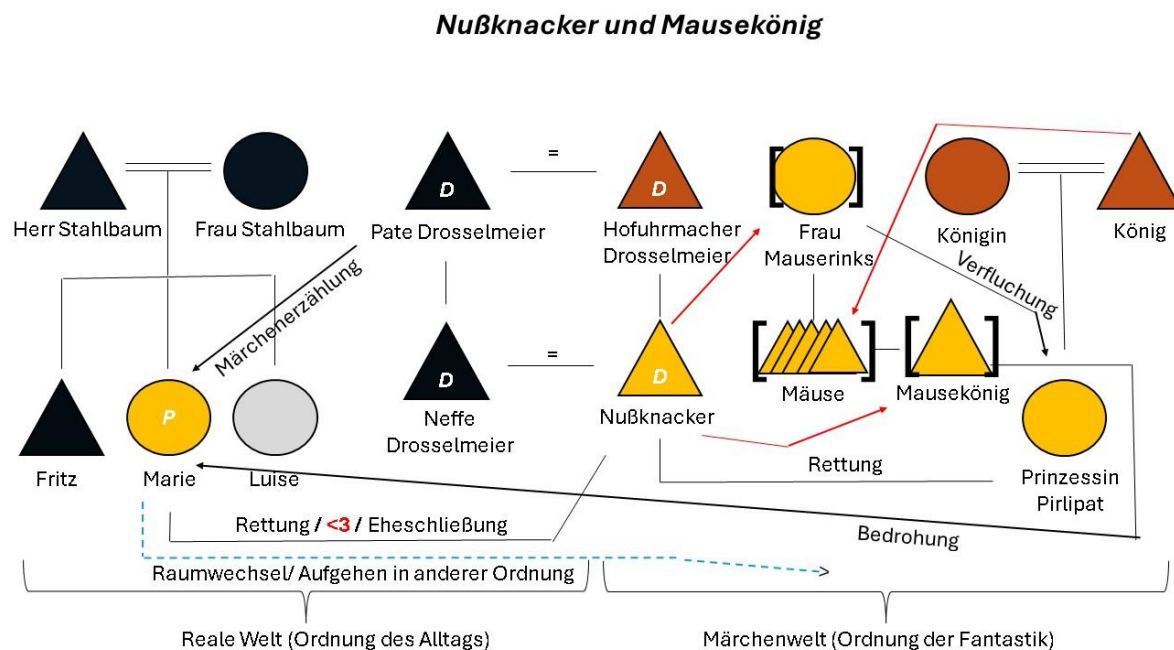 Nußknacker und Mausekönig
=
D
D
[ ]
Herr Stahlbaum
Frau Stahlbaum
Pate Drosselmeier
Hofuhrmacher
Drosselmeier
Frau
Mauserinks
Königin
König
Märchenerzählung
Verfluchung
=
P
D
D
[ ]
[ ]
Fritz
Marie
Luise
Neffe
Drosselmeier
Nußknacker
Mäuse
Mausekönig
Prinzessin
Pirlipat
Rettung
Rettung / <3 / Eheschließung
Bedrohung
Raumwechsel/ Aufgehen in anderer Ordnung
Reale Welt (Ordnung des Alltags)
Märchenwelt (Ordnung der Fantastik)